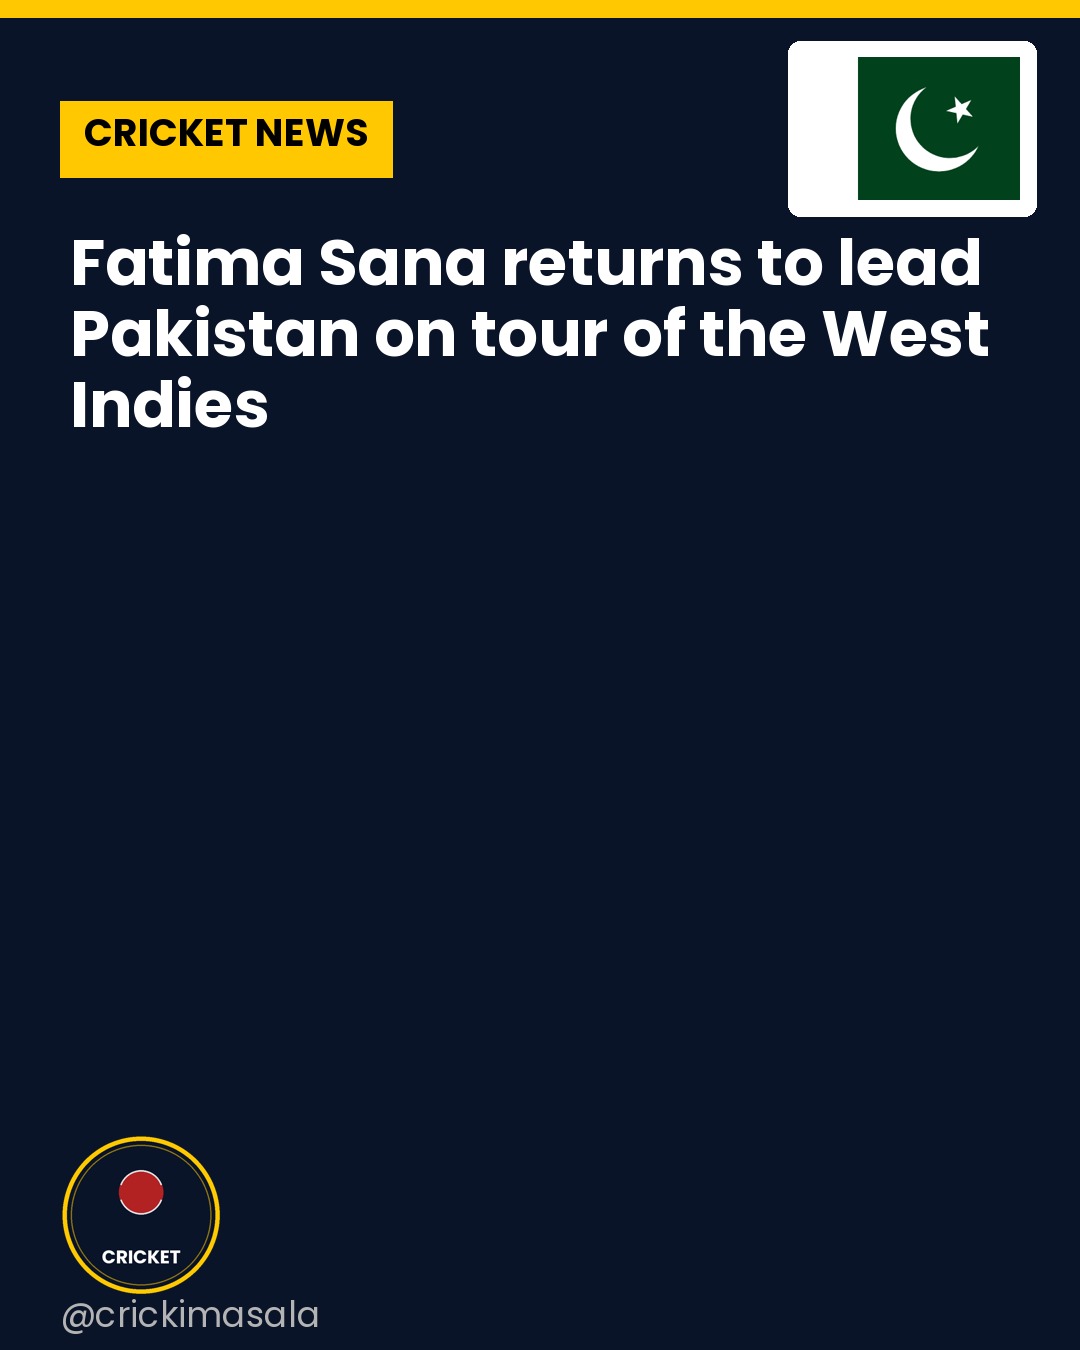 CRICKET NEWS
Fatima Sana returns to lead
Pakistan on tour of the West
Indies
CRICKET
@crickimasala